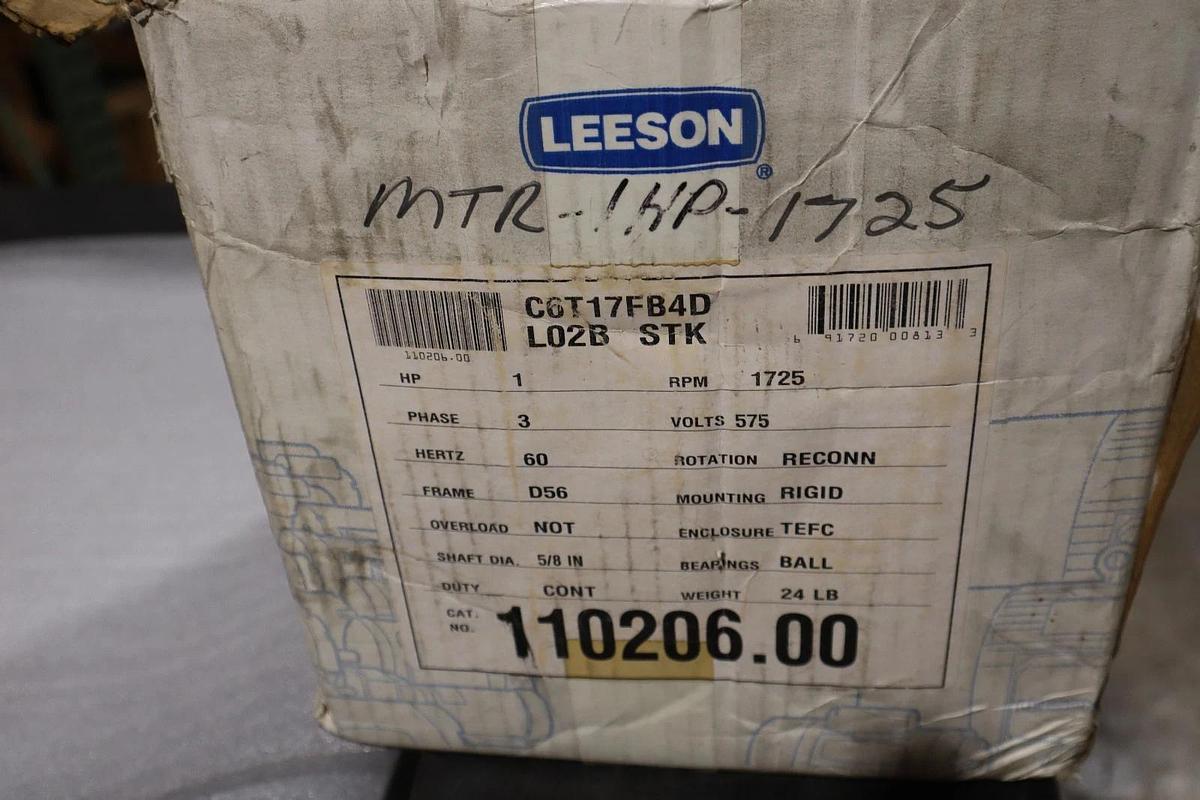 LEESON
®
MTR-1HP-1725
C6T17FB4D
L02B STK
110206.00
6 91720 00813 3
HP 1 RPM 1725
PHASE 3 VOLTS 575
HERTZ 60 ROTATION RECONN
FRAME D56 MOUNTING RIGID
OVERLOAD NOT ENCLOSURE TEFC
SHAFT DIA. 5/8 IN BEARINGS BALL
DUTY CONT WEIGHT 24 LB
CAT. NO. 110206.00